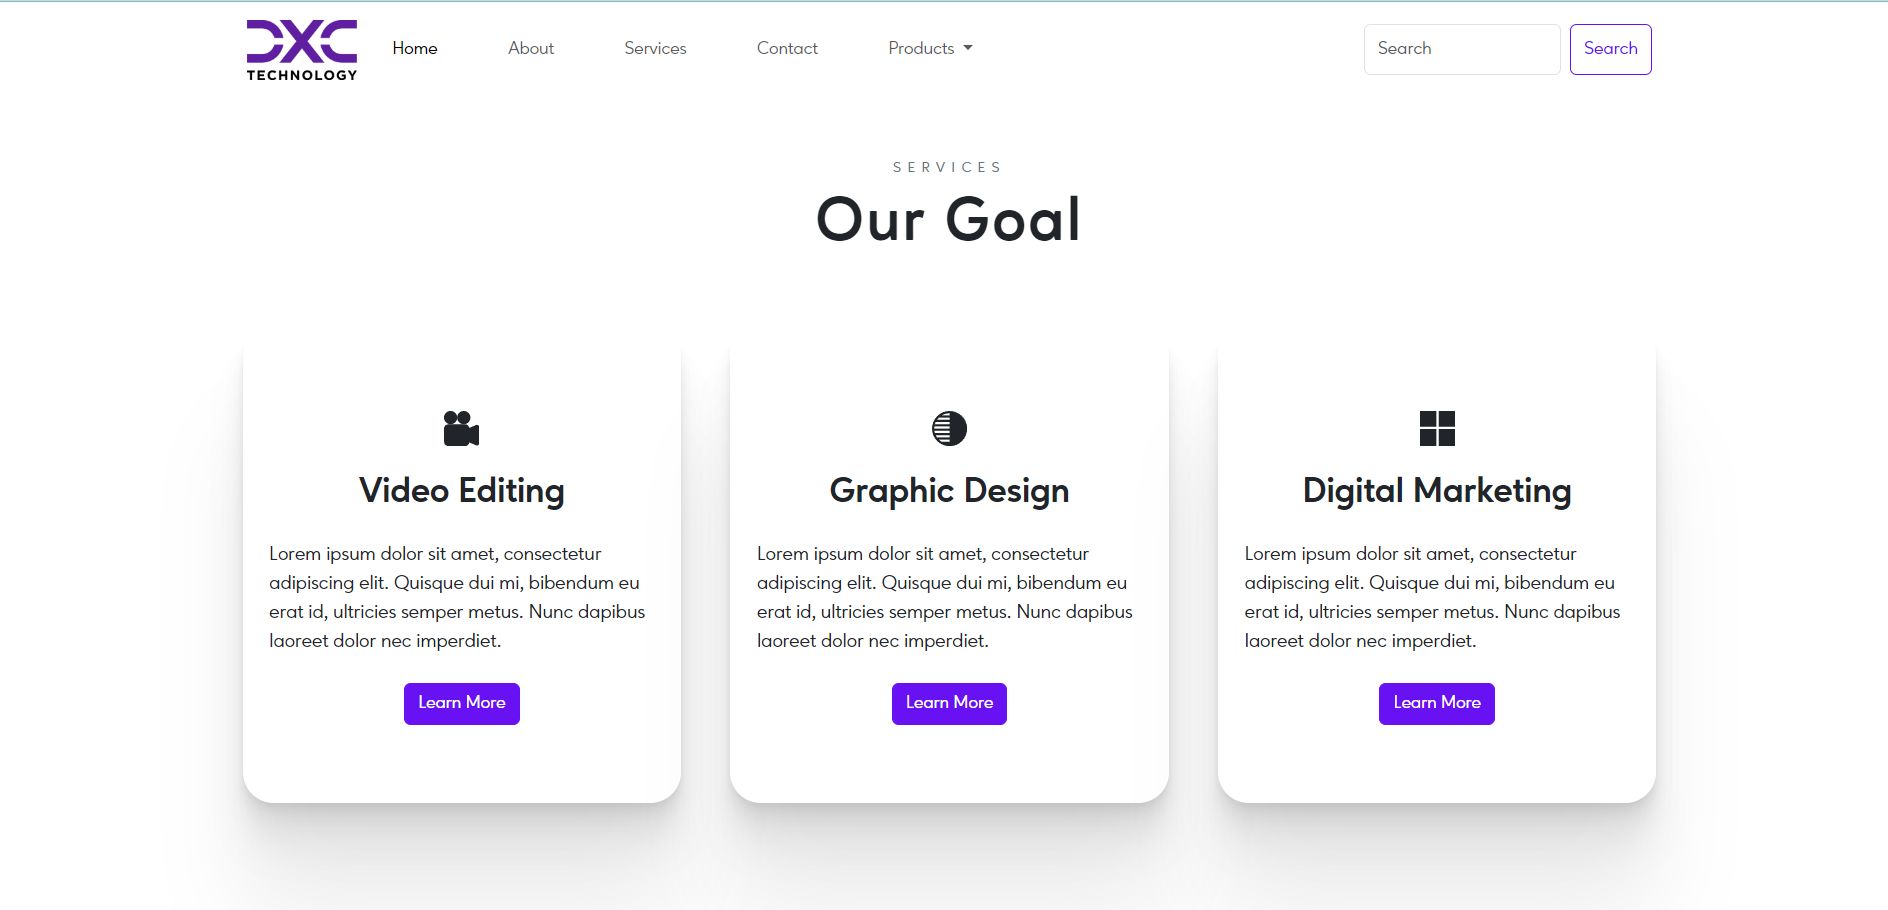 DXC
TECHNOLOGY
Home About Services Contact Products
Search Search
SERVICES
Our Goal
Video Editing
Lorem ipsum dolor sit amet, consectetur
adipiscing elit. Quisque dui mi, bibendum eu
erat id, ultricies semper metus. Nunc dapibus
laoreet dolor nec imperdiet.
Learn More
Graphic Design
Lorem ipsum dolor sit amet, consectetur
adipiscing elit. Quisque dui mi, bibendum eu
erat id, ultricies semper metus. Nunc dapibus
laoreet dolor nec imperdiet.
Learn More
Digital Marketing
Lorem ipsum dolor sit amet, consectetur
adipiscing elit. Quisque dui mi, bibendum eu
erat id, ultricies semper metus. Nunc dapibus
laoreet dolor nec imperdiet.
Learn More